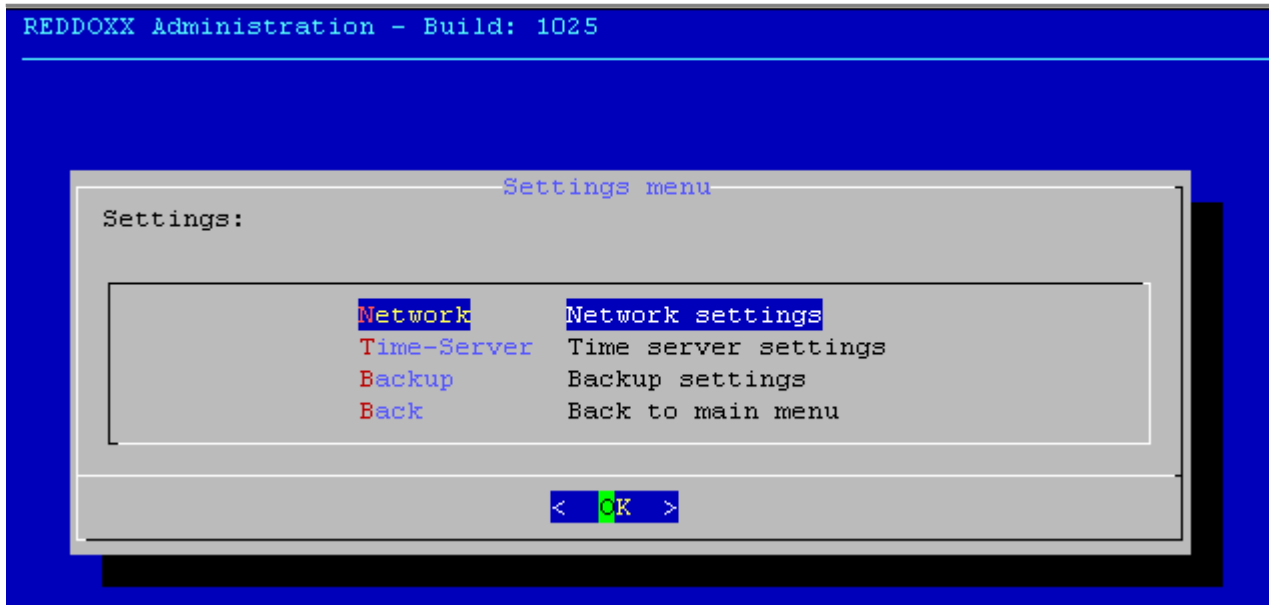 REDDOXX Administration - Build: 1025
Settings menu
Settings:
Network Network settings
Time-Server Time server settings
Backup Backup settings
Back Back to main menu
< OK >